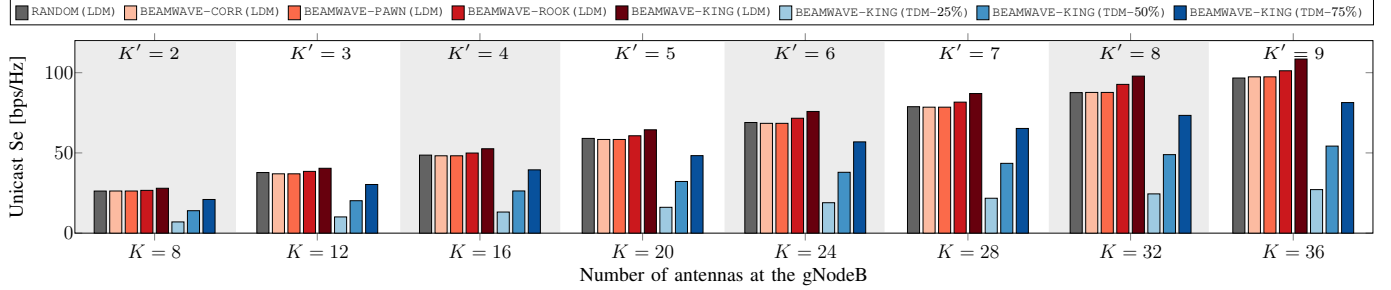 RANDOM(LDM) BEAMWAVE-CORR(LDM) BEAMWAVE-PAWN(LDM) BEAMWAVE-ROOK(LDM) BEAMWAVE-KING(LDM) BEAMWAVE-KING(TDM-25%) BEAMWAVE-KING(TDM-50%) BEAMWAVE-KING(TDM-75%)
K′ = 2 K′ = 3 K′ = 4 K′ = 5 K′ = 6 K′ = 7 K′ = 8 K′ = 9
Unicast Se [bps/Hz]
100
50
0
K = 8 K = 12 K = 16 K = 20 K = 24 K = 28 K = 32 K = 36
Number of antennas at the gNodeB